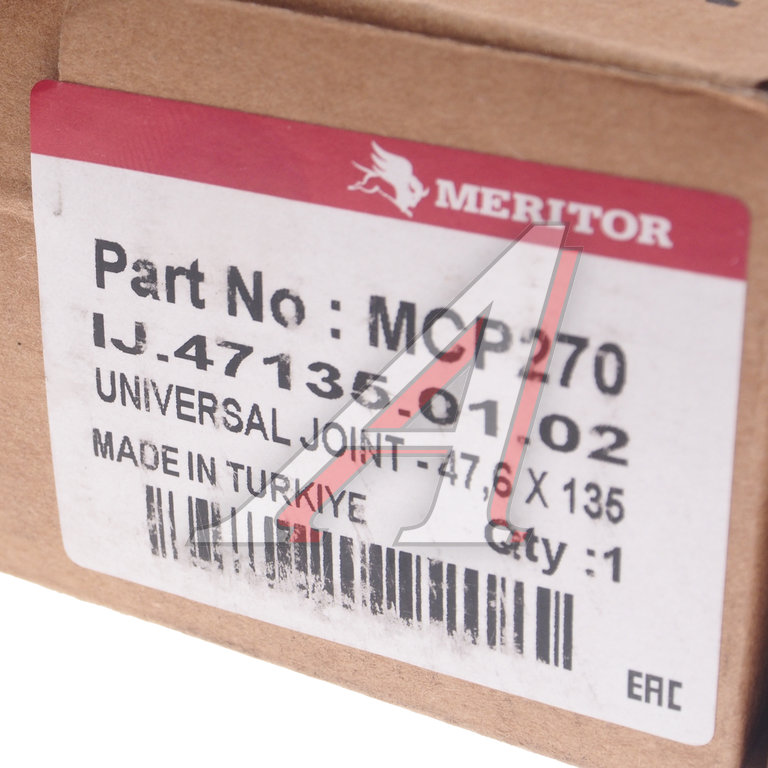 MERITOR
Part No : MCP270
IJ.47135-01.02
UNIVERSAL JOINT - 47,6 X 135
MADE IN TURKIYE
Qty :1
EAC